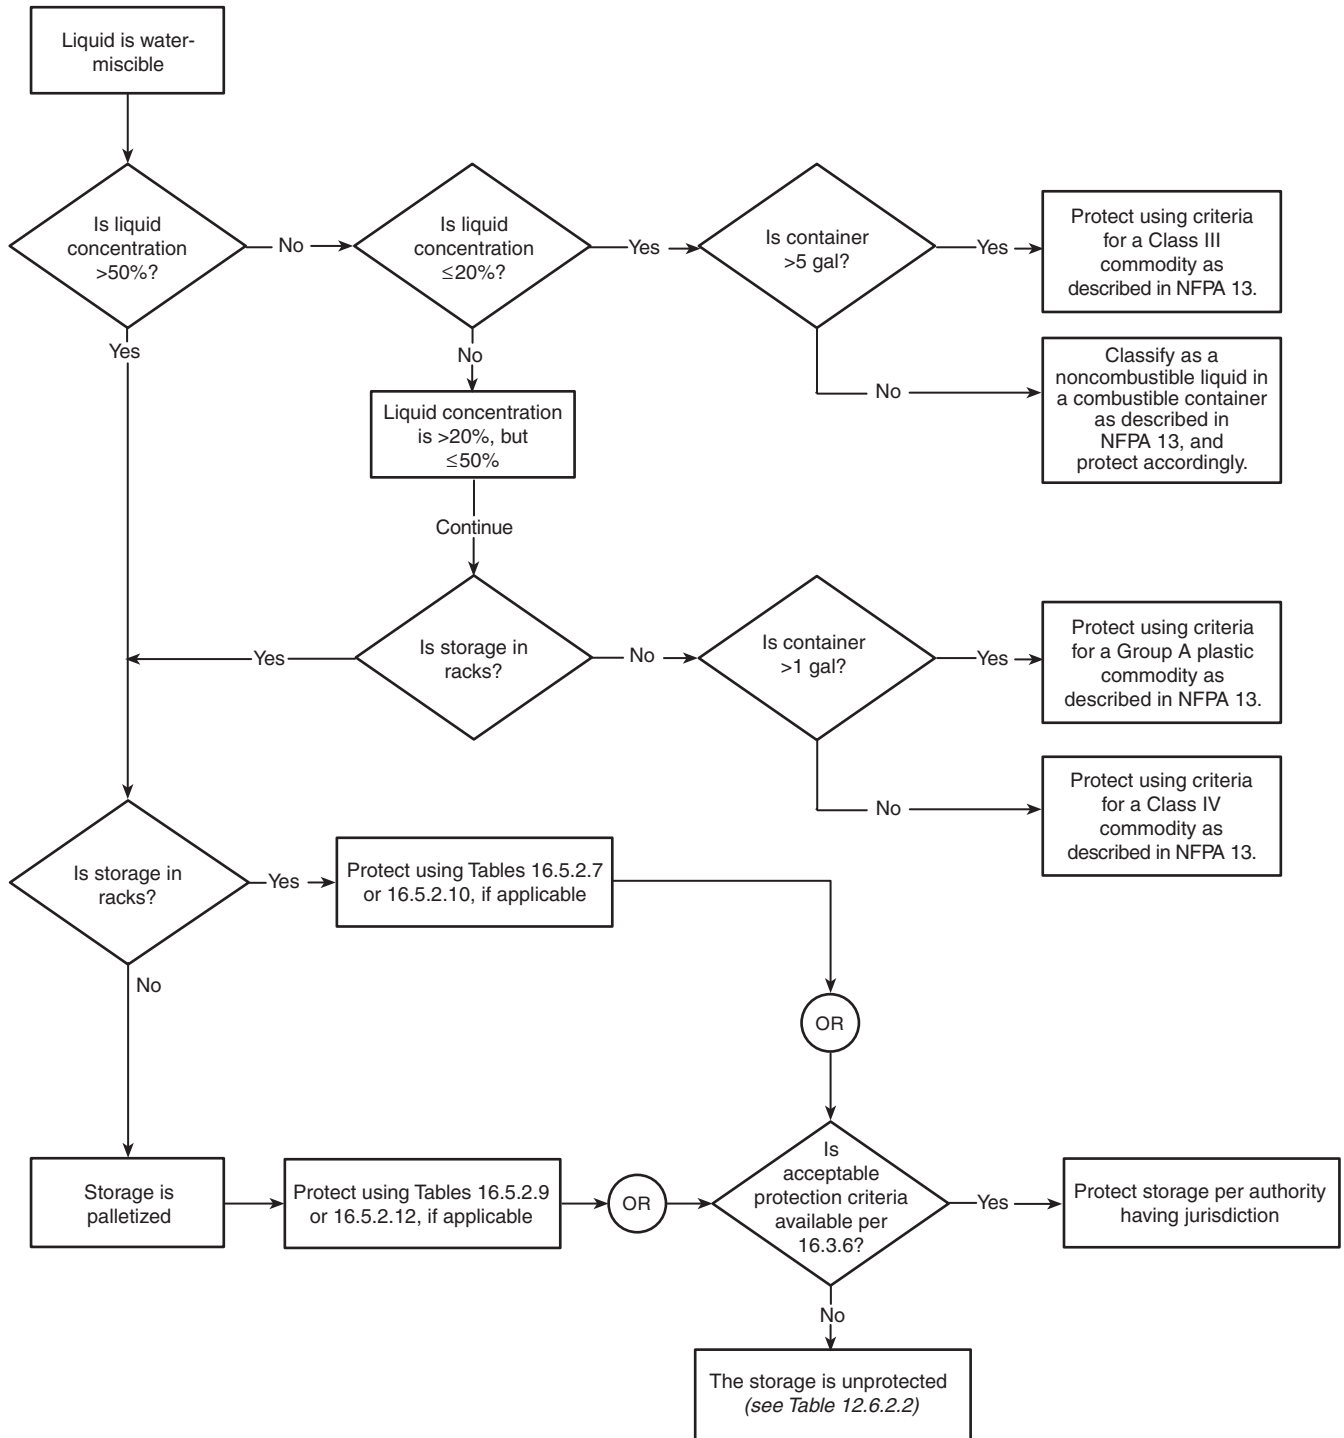 Liquid is water-
miscible
Is liquid
concentration
>50%?
No
Is liquid
concentration
≤20%?
Yes
Is container
>5 gal?
Yes
Protect using criteria
for a Class III
commodity as
described in NFPA 13.
Yes
No
No
Classify as a
noncombustible liquid in
a combustible container
as described in
NFPA 13, and
protect accordingly.
Liquid concentration
is >20%, but
≤50%
Continue
Yes
Is storage in
racks?
No
Is container
>1 gal?
Yes
Protect using criteria
for a Group A plastic
commodity as
described in NFPA 13.
No
Protect using criteria
for a Class IV
commodity as
described in NFPA 13.
Is storage in
racks?
Yes
Protect using Tables 16.5.2.7
or 16.5.2.10, if applicable
No
OR
Storage is
palletized
Protect using Tables 16.5.2.9
or 16.5.2.12, if applicable
OR
Is
acceptable
protection criteria
available per
16.3.6?
Yes
Protect storage per authority
having jurisdiction
No
The storage is unprotected
(see Table 12.6.2.2)